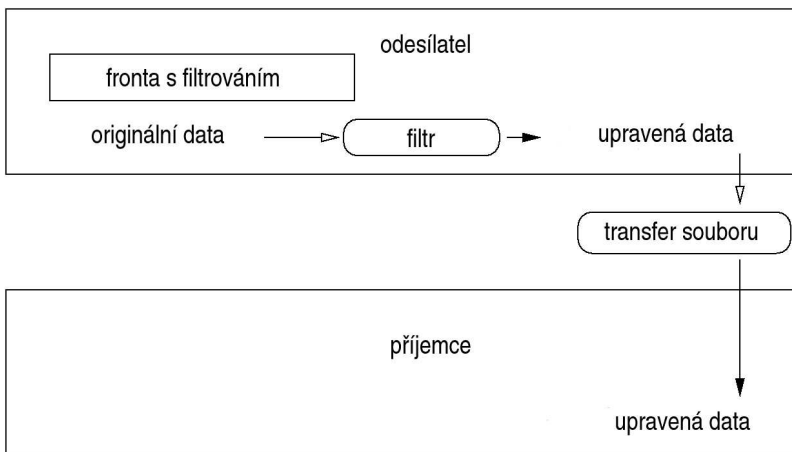 odesílatel
fronta s filtrováním
originální data
filtr
upravená data
transfer souboru
příjemce
upravená data